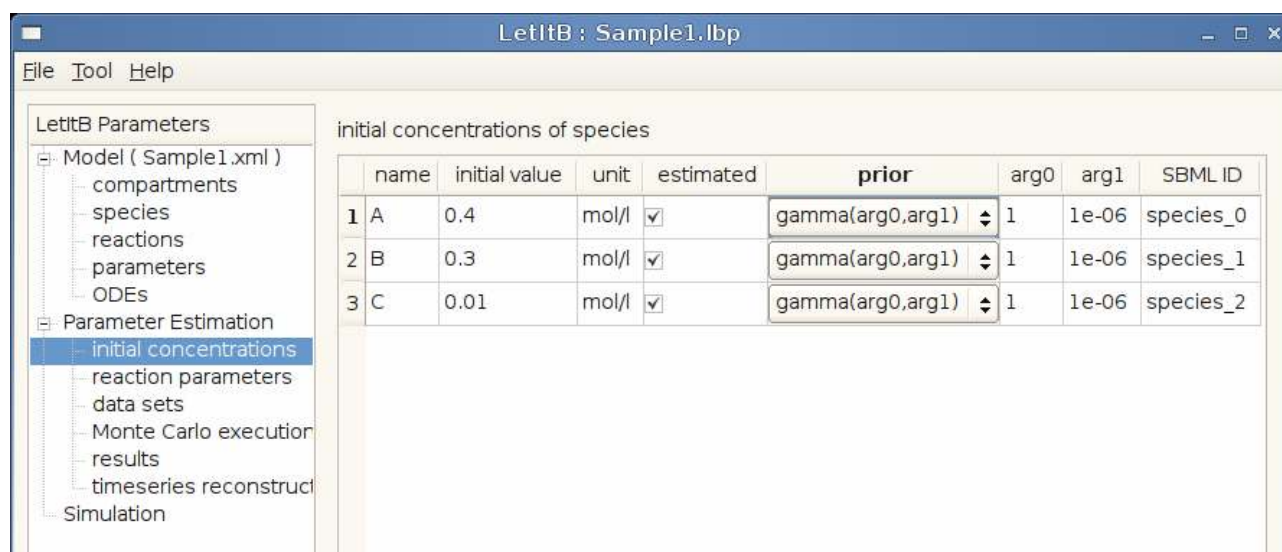 LetItB : Sample1.lbp
File Tool Help
LetItB Parameters
Model ( Sample1.xml )
compartments
species
reactions
parameters
ODEs
Parameter Estimation
initial concentrations
reaction parameters
data sets
Monte Carlo execution
results
timeseries reconstruct
Simulation
initial concentrations of species
name initial value unit estimated prior arg0 arg1 SBML ID
1 A 0.4 mol/l gamma(arg0,arg1) 1 1e-06 species_0
2 B 0.3 mol/l gamma(arg0,arg1) 1 1e-06 species_1
3 C 0.01 mol/l gamma(arg0,arg1) 1 1e-06 species_2